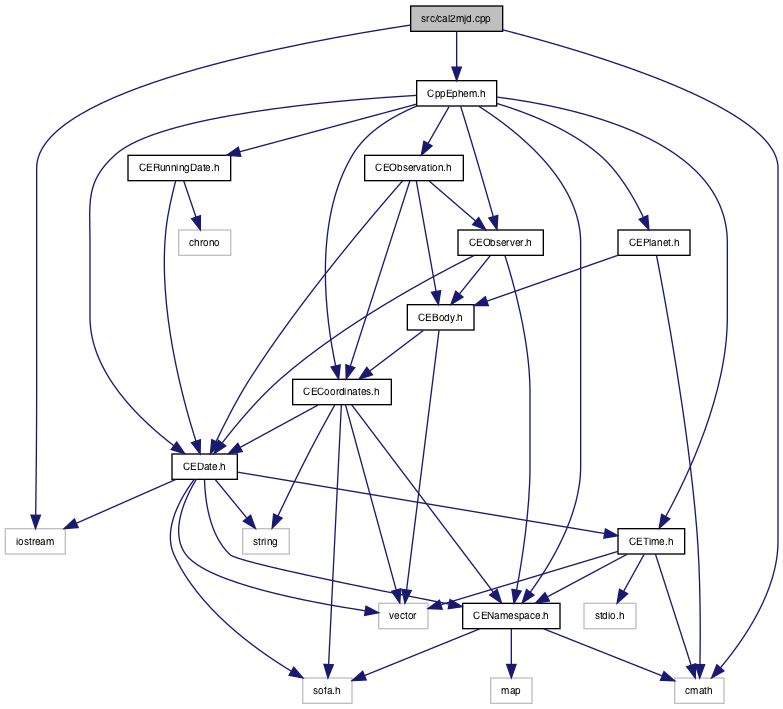 src/cal2mjd.cpp
CppEphem.h
CERunningDate.h
CEObservation.h
chrono
CEObserver.h
CEPlanet.h
CEBody.h
CECoordinates.h
CEDate.h
iostream
string
CETime.h
vector
CENamespace.h
stdio.h
sofa.h
map
cmath